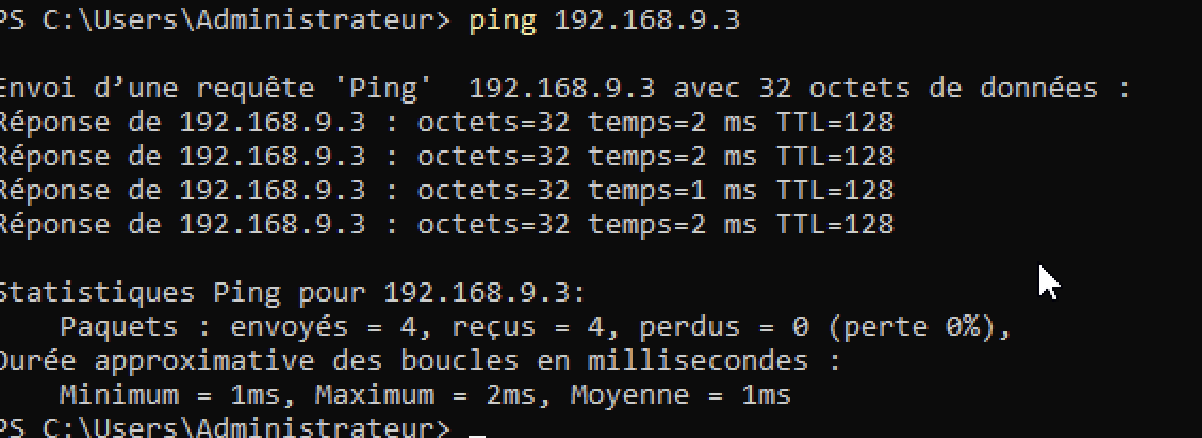 PS C:\Users\Administrateur> ping 192.168.9.3
Envoi d’une requête 'Ping'  192.168.9.3 avec 32 octets de données :
Réponse de 192.168.9.3 : octets=32 temps=2 ms TTL=128
Réponse de 192.168.9.3 : octets=32 temps=2 ms TTL=128
Réponse de 192.168.9.3 : octets=32 temps=1 ms TTL=128
Réponse de 192.168.9.3 : octets=32 temps=2 ms TTL=128
Statistiques Ping pour 192.168.9.3:
    Paquets : envoyés = 4, reçus = 4, perdus = 0 (perte 0%),
Durée approximative des boucles en millisecondes :
    Minimum = 1ms, Maximum = 2ms, Moyenne = 1ms
PS C:\Users\Administrateur> _